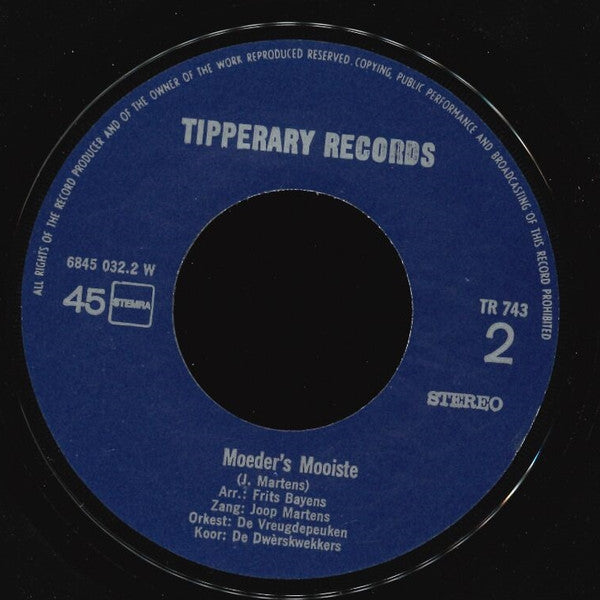 ALL RIGHTS OF THE RECORD PRODUCER AND OF THE OWNER OF THE WORK REPRODUCED RESERVED. COPYING, PUBLIC PERFORMANCE AND BROADCASTING OF THIS RECORD PROHIBITED
TIPPERARY RECORDS
6845 032.2 W
45 STEMRA
TR 743
2
STEREO
Moeder's Mooiste
(J. Martens)
Arr.: Frits Bayens
Zang: Joop Martens
Orkest: De Vreugdepeuken
Koor: De Dwèrskwekkers